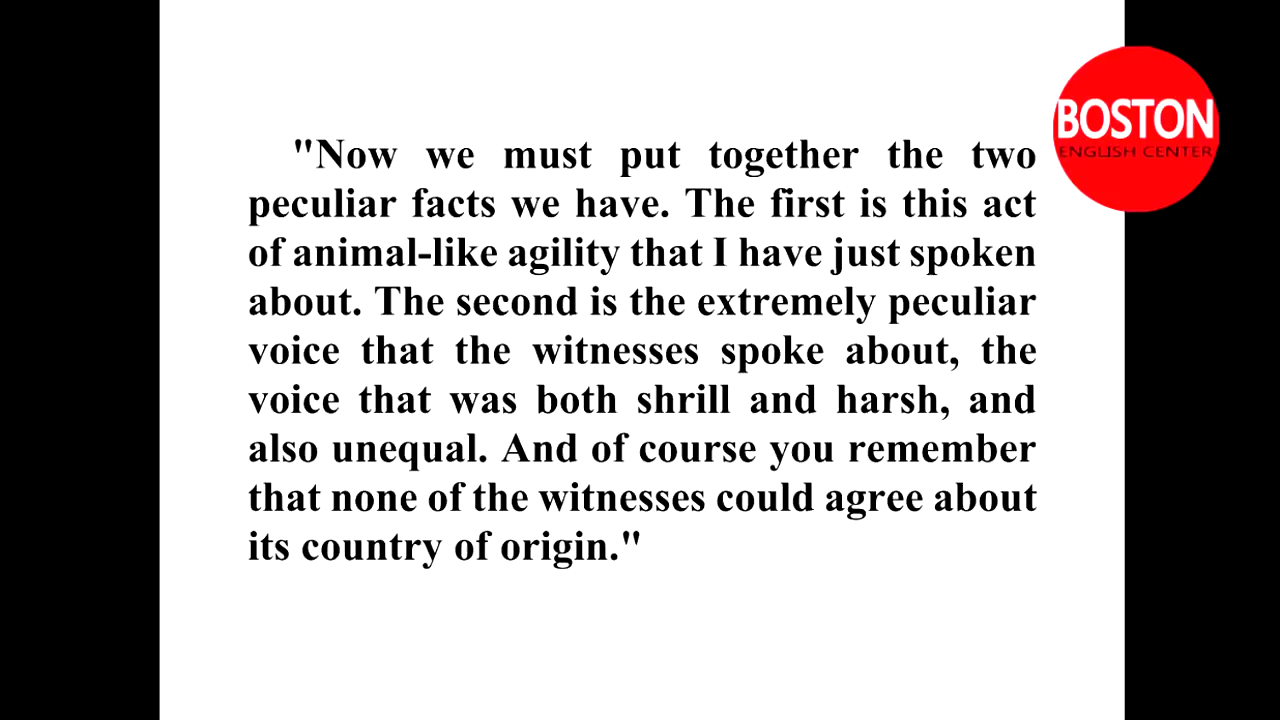 "Now we must put together the two
peculiar facts we have. The first is this act
of animal-like agility that I have just spoken
about. The second is the extremely peculiar
voice that the witnesses spoke about, the
voice that was both shrill and harsh, and
also unequal. And of course you remember
that none of the witnesses could agree about
its country of origin."
BOSTON
ENGLISH CENTER